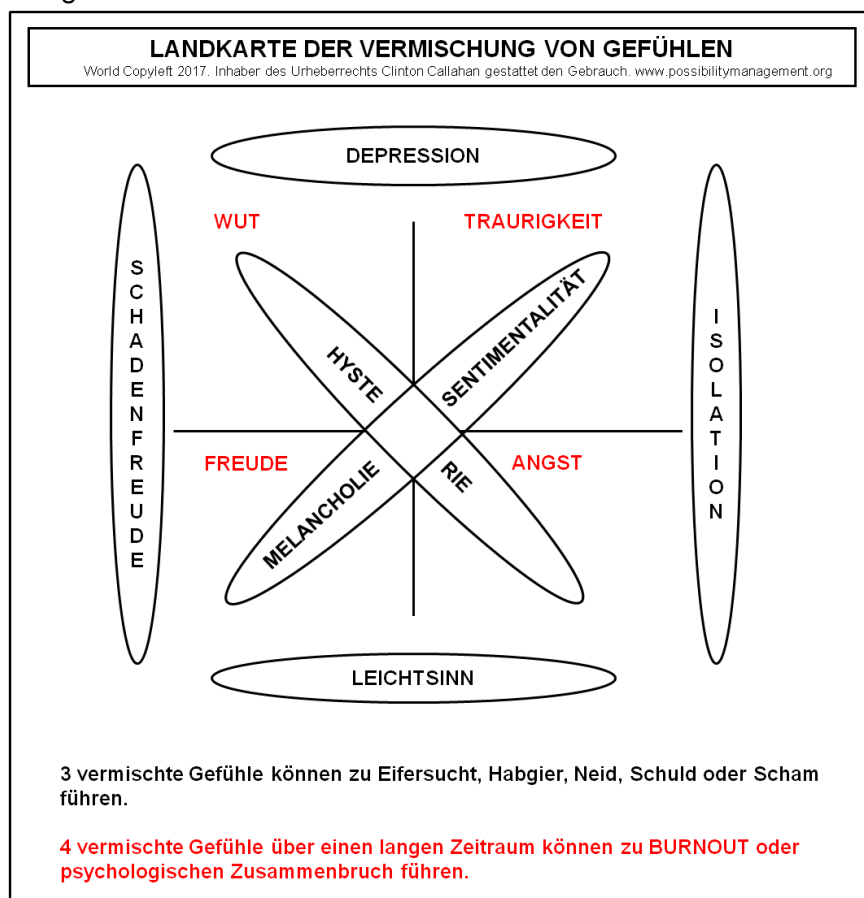 LANDKARTE DER VERMISCHUNG VON GEFÜHLEN
World Copyleft 2017. Inhaber des Urheberrechts Clinton Callahan gestattet den Gebrauch. www.possibilitymanagement.org
DEPRESSION
WUT
TRAURIGKEIT
SCHADENFREUDE
HYSTE
SENTIMENTALITÄT
ISOLATION
FREUDE
ANGST
MELANCHOLIE
RIE
LEICHTSINN
3 vermischte Gefühle können zu Eifersucht, Habgier, Neid, Schuld oder Scham
führen.
4 vermischte Gefühle über einen langen Zeitraum können zu BURNOUT oder
psychologischen Zusammenbruch führen.